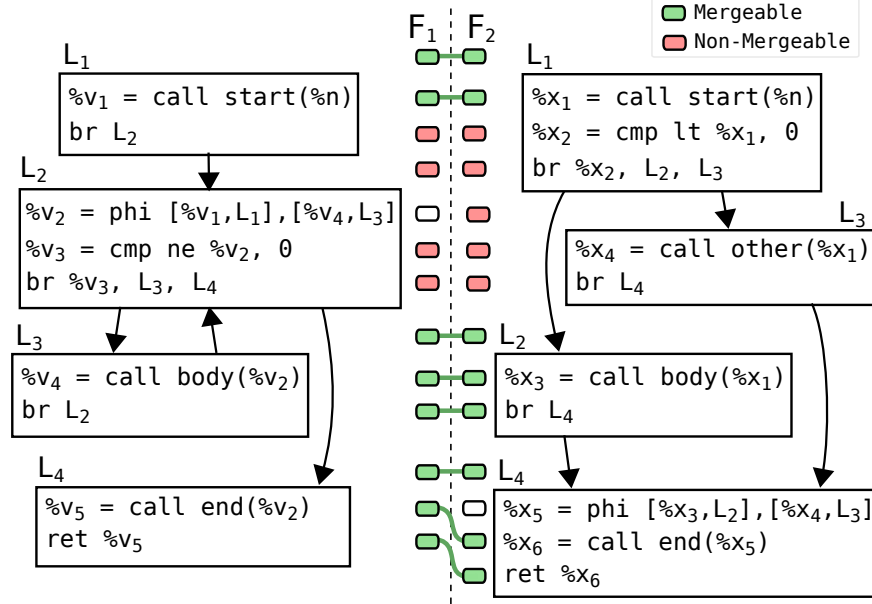 F1 F2
Mergeable
Non-Mergeable
L1
%v1 = call start(%n)
br L2
L2
%v2 = phi [%v1,L1],[%v4,L3]
%v3 = cmp ne %v2, 0
br %v3, L3, L4
L3
%v4 = call body(%v2)
br L2
L4
%v5 = call end(%v2)
ret %v5
L1
%x1 = call start(%n)
%x2 = cmp lt %x1, 0
br %x2, L2, L3
L3
%x4 = call other(%x1)
br L4
L2
%x3 = call body(%x1)
br L4
L4
%x5 = phi [%x3,L2],[%x4,L3]
%x6 = call end(%x5)
ret %x6